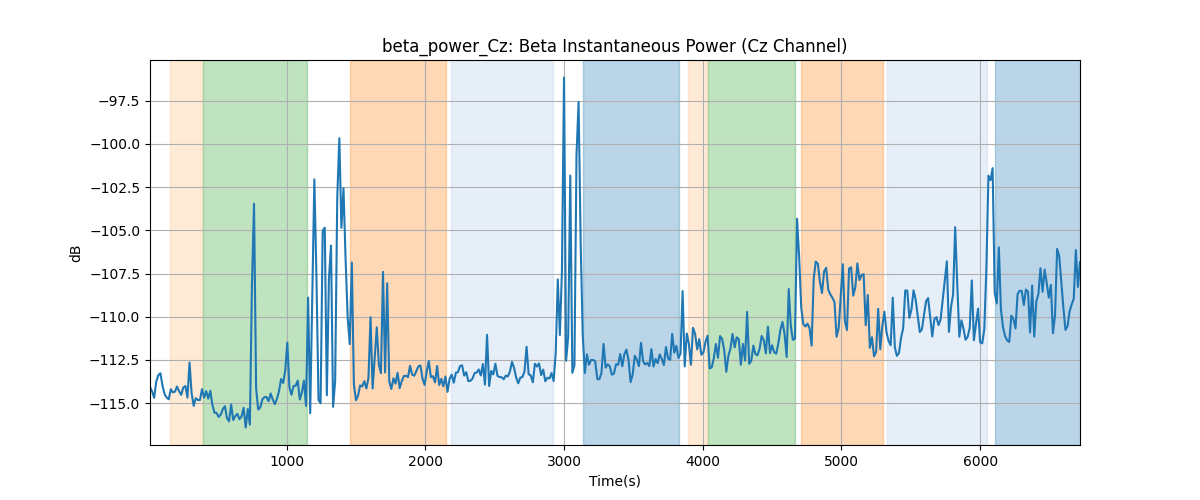 beta_power_Cz: Beta Instantaneous Power (Cz Channel)
−97.5
−100.0
−102.5
−105.0
−107.5
−110.0
−112.5
−115.0
dB
1000 2000 3000 4000 5000 6000
Time(s)